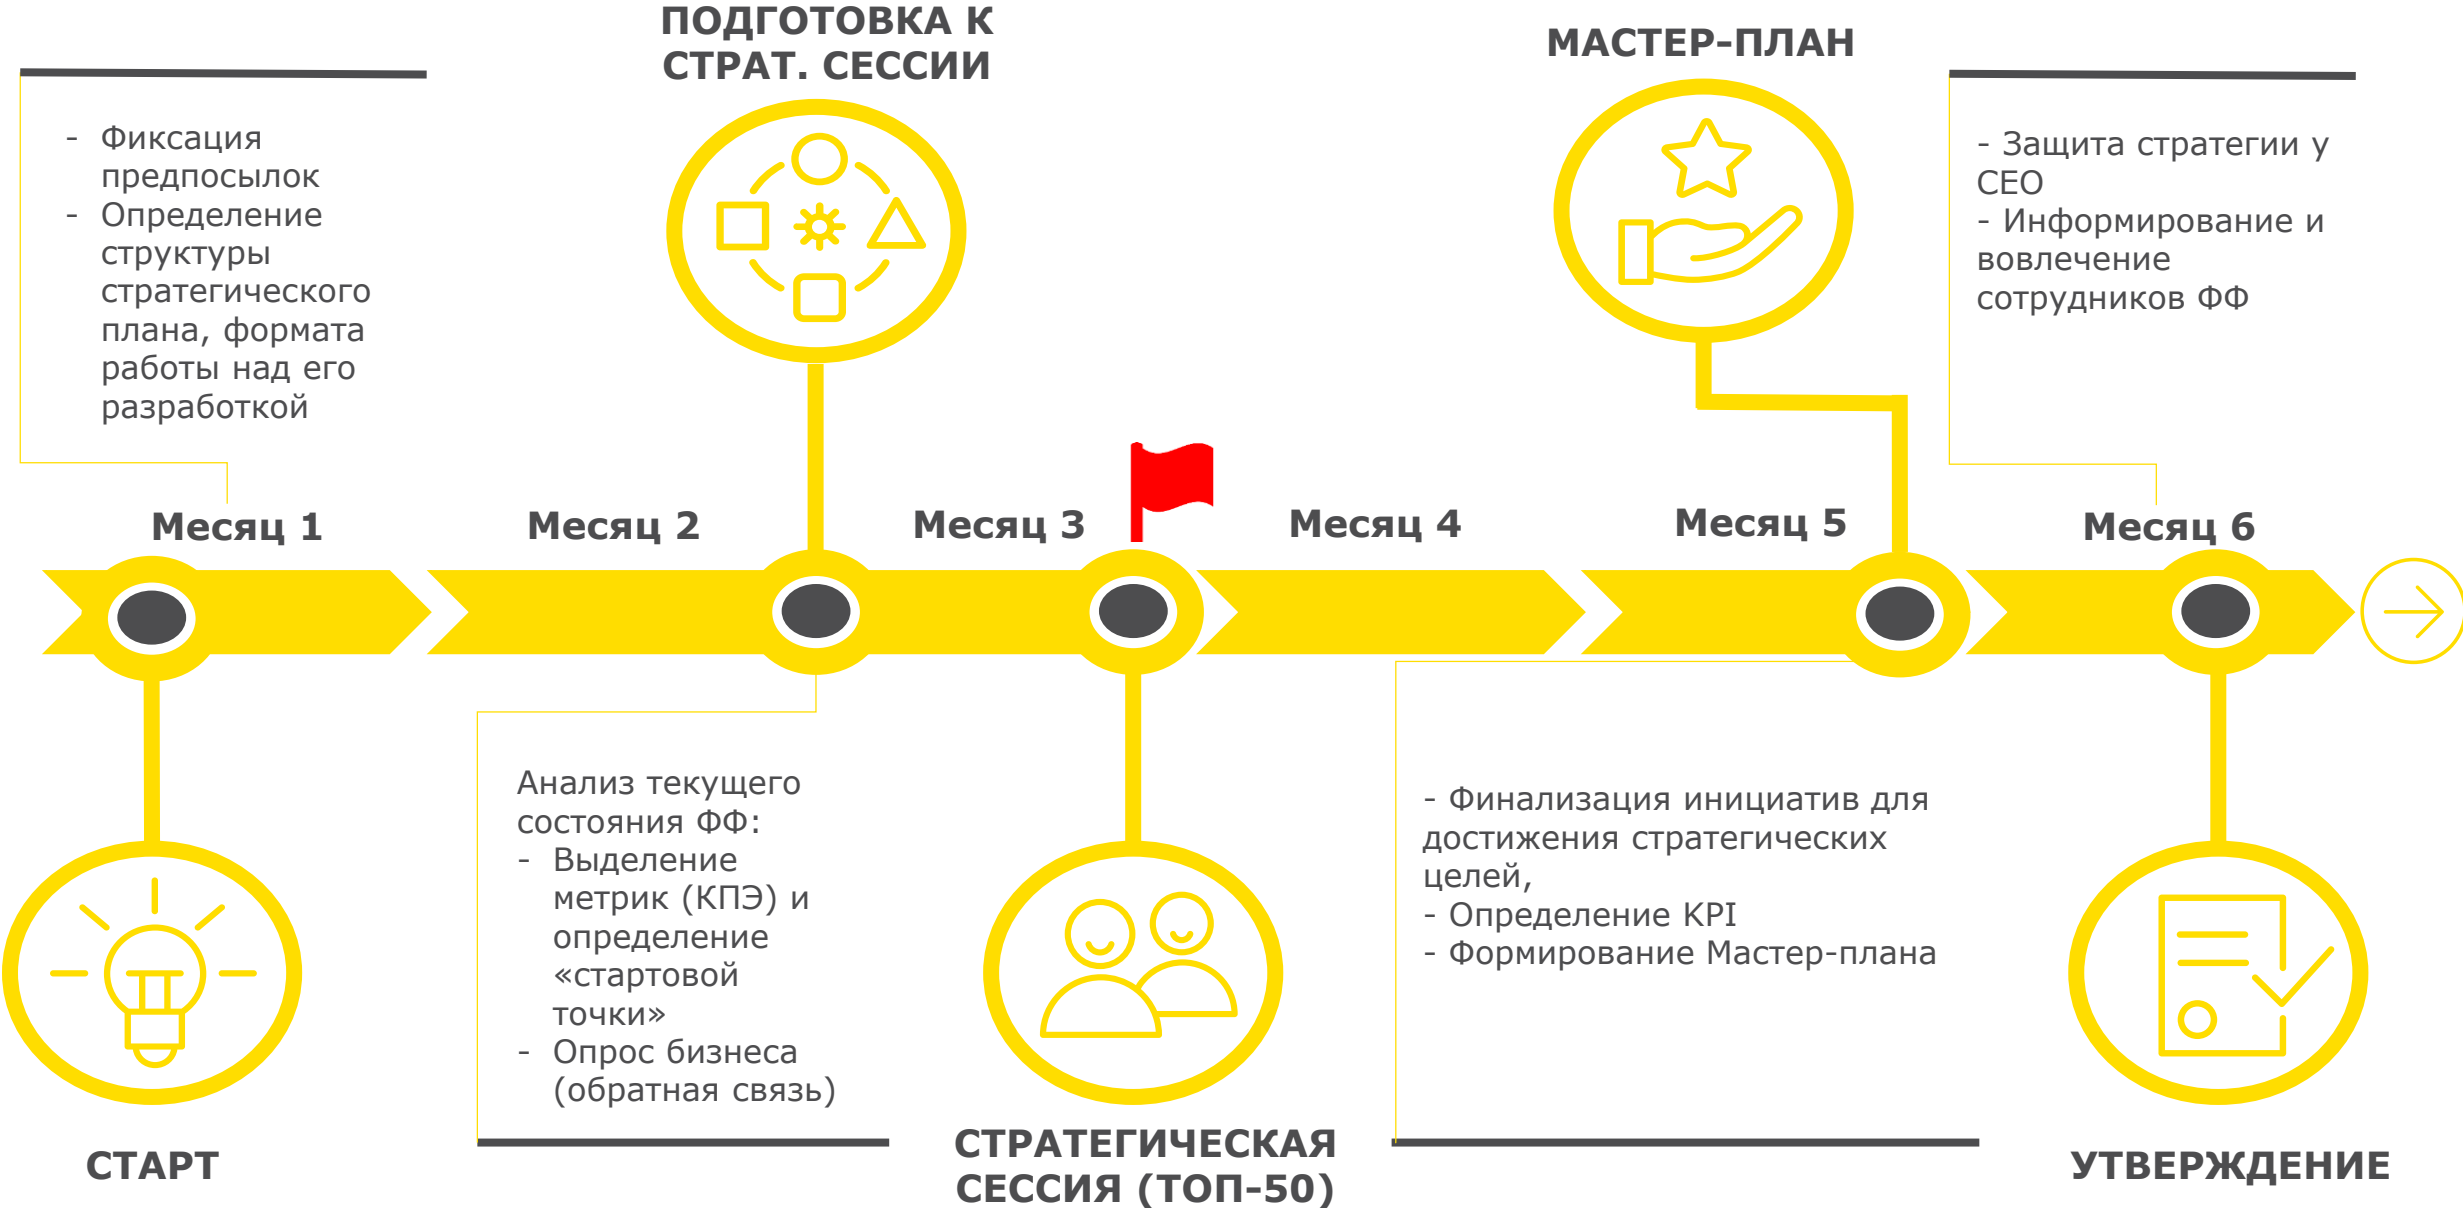 ПОДГОТОВКА К
СТРАТ. СЕССИИ
МАСТЕР-ПЛАН
- Фиксация
предпосылок
- Определение
структуры
стратегического
плана, формата
работы над его
разработкой
- Защита стратегии у
CEO
- Информирование и
вовлечение
сотрудников ФФ
Месяц 1
Месяц 2
Месяц 3
Месяц 4
Месяц 5
Месяц 6
Анализ текущего
состояния ФФ:
- Выделение
метрик (КПЭ) и
определение
«стартовой
точки»
- Опрос бизнеса
(обратная связь)
- Финализация инициатив для
достижения стратегических
целей,
- Определение KPI
- Формирование Мастер-плана
СТАРТ
СТРАТЕГИЧЕСКАЯ
СЕССИЯ (ТОП-50)
УТВЕРЖДЕНИЕ